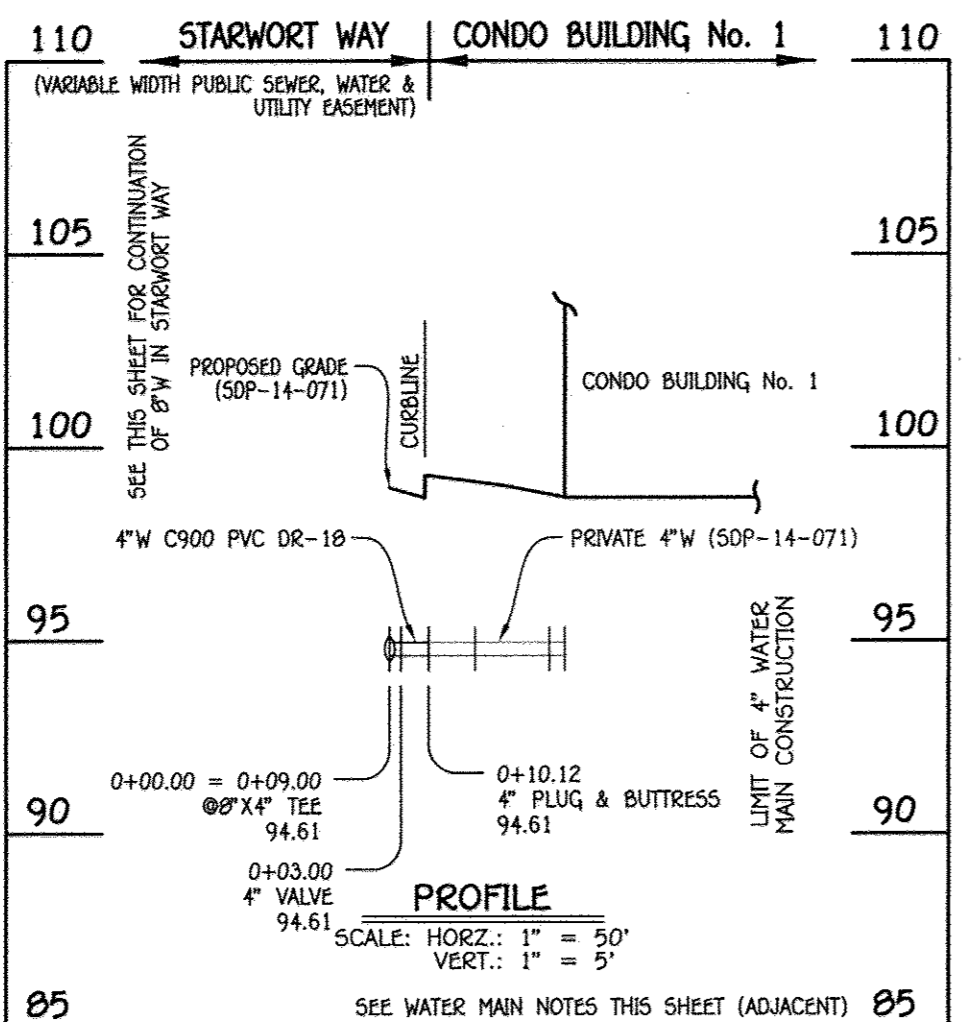 110 STARWORT WAY CONDO BUILDING No. 1 110
(VARIABLE WIDTH PUBLIC SEWER, WATER &
UTILITY EASEMENT)
SEE THIS SHEET FOR CONTINUATION
OF 8"W IN STARWORT WAY
105 105
PROPOSED GRADE
(SDP-14-071)
CURBLINE
CONDO BUILDING No. 1
100 100
4"W C900 PVC DR-18
PRIVATE 4"W (SDP-14-071)
95 95
LIMIT OF 4" WATER
MAIN CONSTRUCTION
0+00.00 = 0+09.00
@8"X4" TEE
94.61
0+10.12
4" PLUG & BUTTRESS
94.61
90 90
0+03.00
4" VALVE
94.61
PROFILE
SCALE: HORZ.: 1" = 50'
VERT.: 1" = 5'
85 SEE WATER MAIN NOTES THIS SHEET (ADJACENT) 85